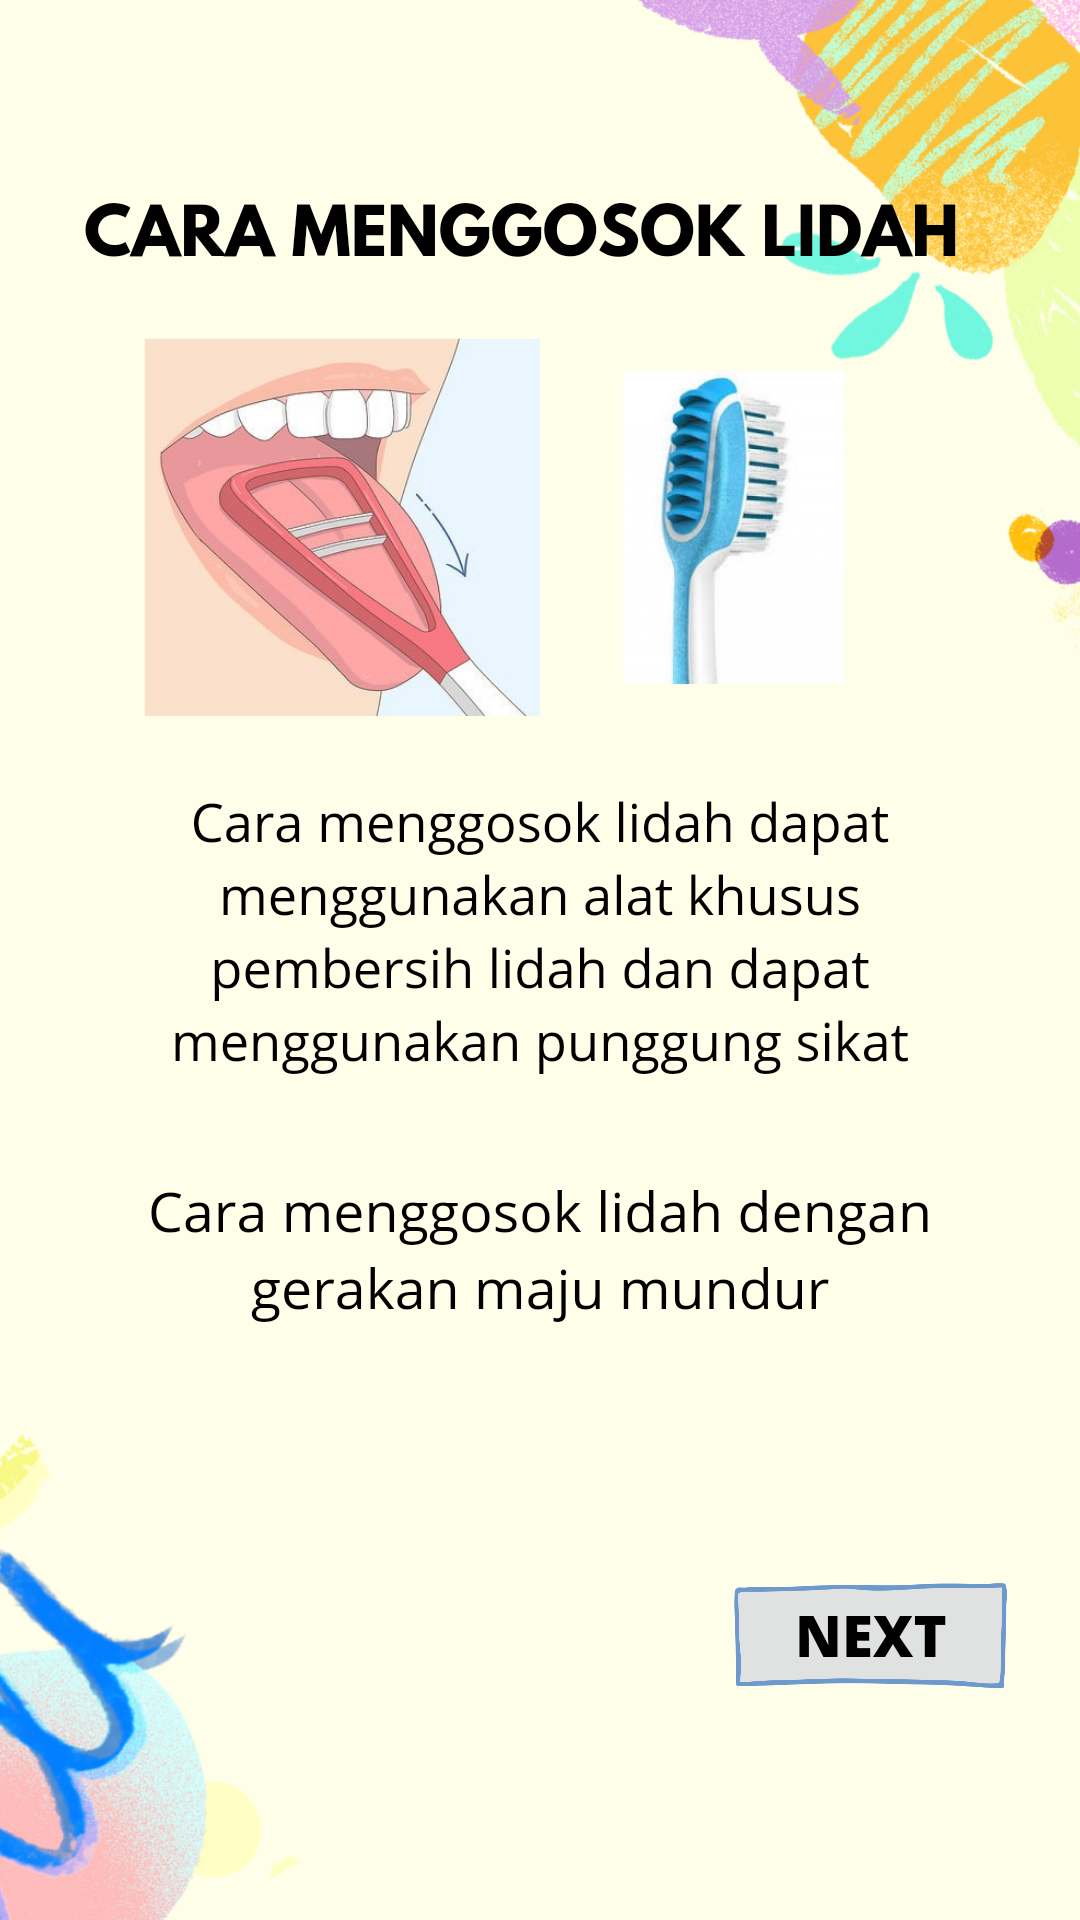 CARA MENGGOSOK LIDAH
Cara menggosok lidah dapat
menggunakan alat khusus
pembersih lidah dan dapat
menggunakan punggung sikat
Cara menggosok lidah dengan
gerakan maju mundur
NEXT